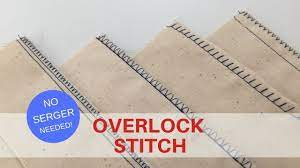 NO
SERGER
NEEDED!
OVERLOCK
STITCH